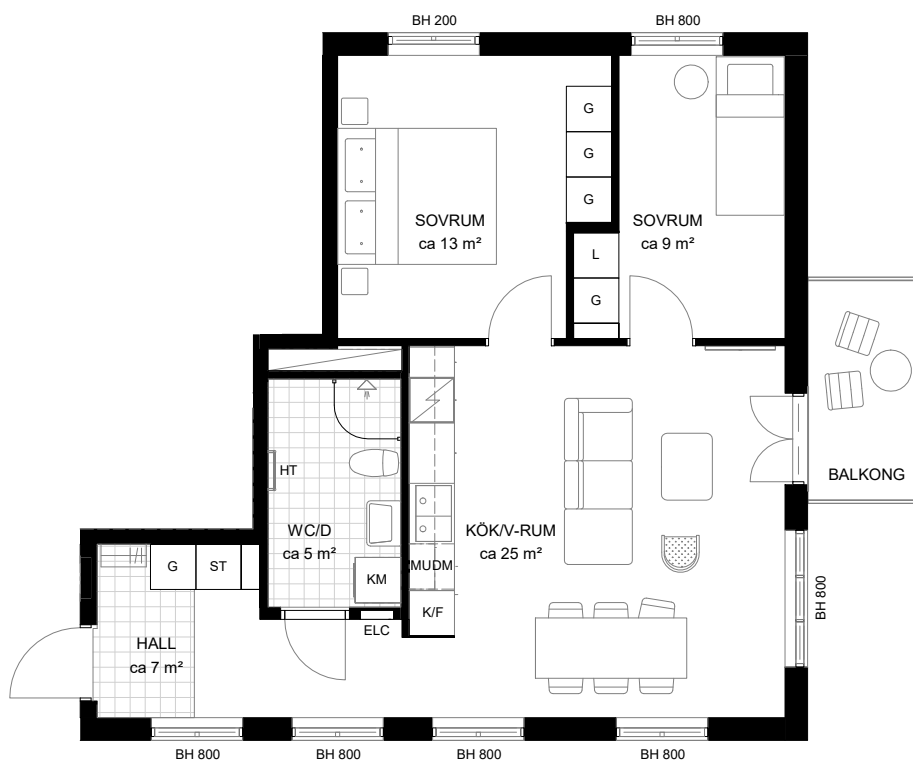 BH 200
BH 800
G
G
G
SOVRUM
ca 13 m²
SOVRUM
ca 9 m²
L
G
BALKONG
HT
WC/D
ca 5 m²
KÖK/V-RUM
ca 25 m²
G
ST
KM
MUDM
K/F
ELC
BH 800
HALL
ca 7 m²
BH 800
BH 800
BH 800
BH 800